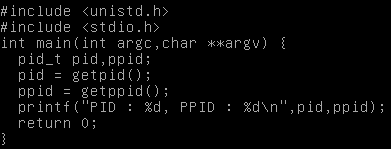 #include <unistd.h>
#include <stdio.h>
int main(int argc,char **argv) {
  pid_t pid,ppid;
  pid = getpid();
  ppid = getppid();
  printf("PID : %d, PPID : %d\n",pid,ppid);
  return 0;
}